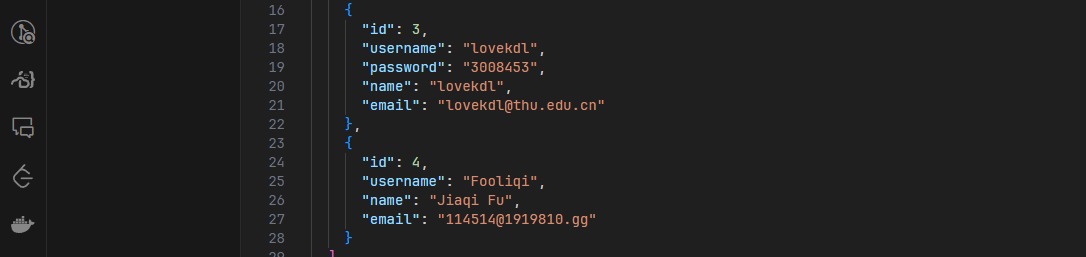 16 {
17 "id": 3,
18 "username": "lovekdl",
19 "password": "3008453",
20 "name": "lovekdl",
21 "email": "lovekdl@thu.edu.cn"
22 },
23 {
24 "id": 4,
25 "username": "Fooliqi",
26 "name": "Jiaqi Fu",
27 "email": "114514@1919810.gg"
28 }
29 ]